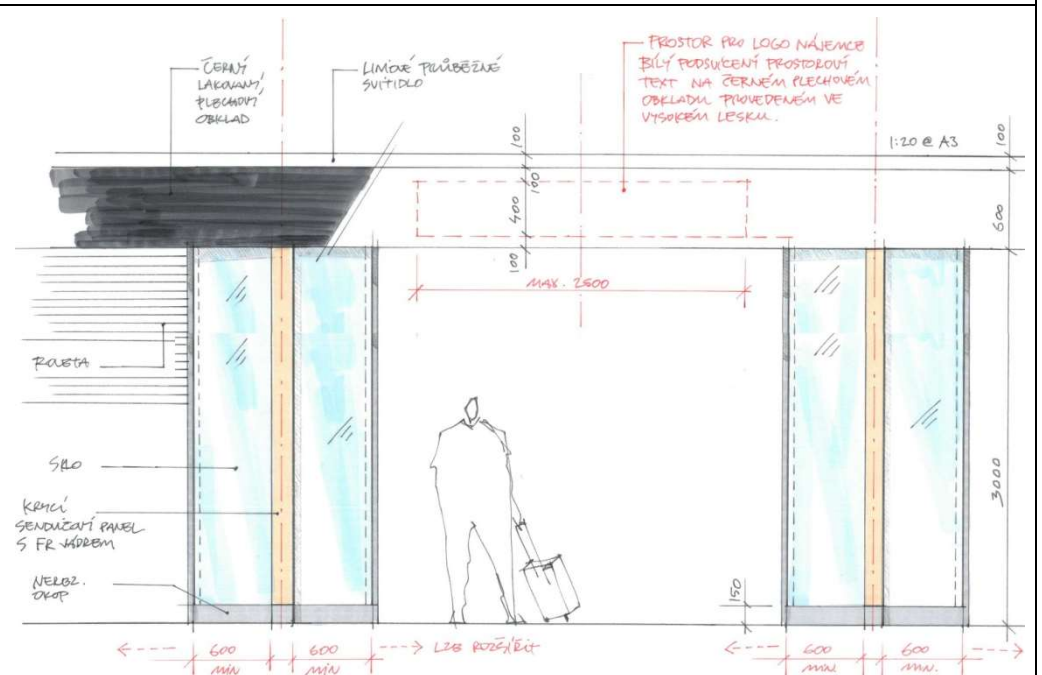 ČERNÝ
LAKOVANÝ,
PLECHOVÝ
OBKLAD
LINIOVÉ PRŮBĚŽNÉ
SVÍTIDLO
PROSTOR PRO LOGO NÁJEMCE
BÍLÝ PODSVÍCENÝ PROSTOROVÝ
TEXT NA ČERNÉM PLECHOVÉM
OBKLADU PROVEDENÉM VE
VYSOKÉM LESKU.
1:20 @ A3
100
100
100
400
100
600
MAX. 2500
ROLETA
SKLO
KRYCÍ
SENDVIČOVÝ PANEL
S FR JÁDREM
NEREZ.
OKOP
3000
150
600
MIN
600
MIN
LZE ROZŠÍŘIT
600
MIN.
600
MIN.